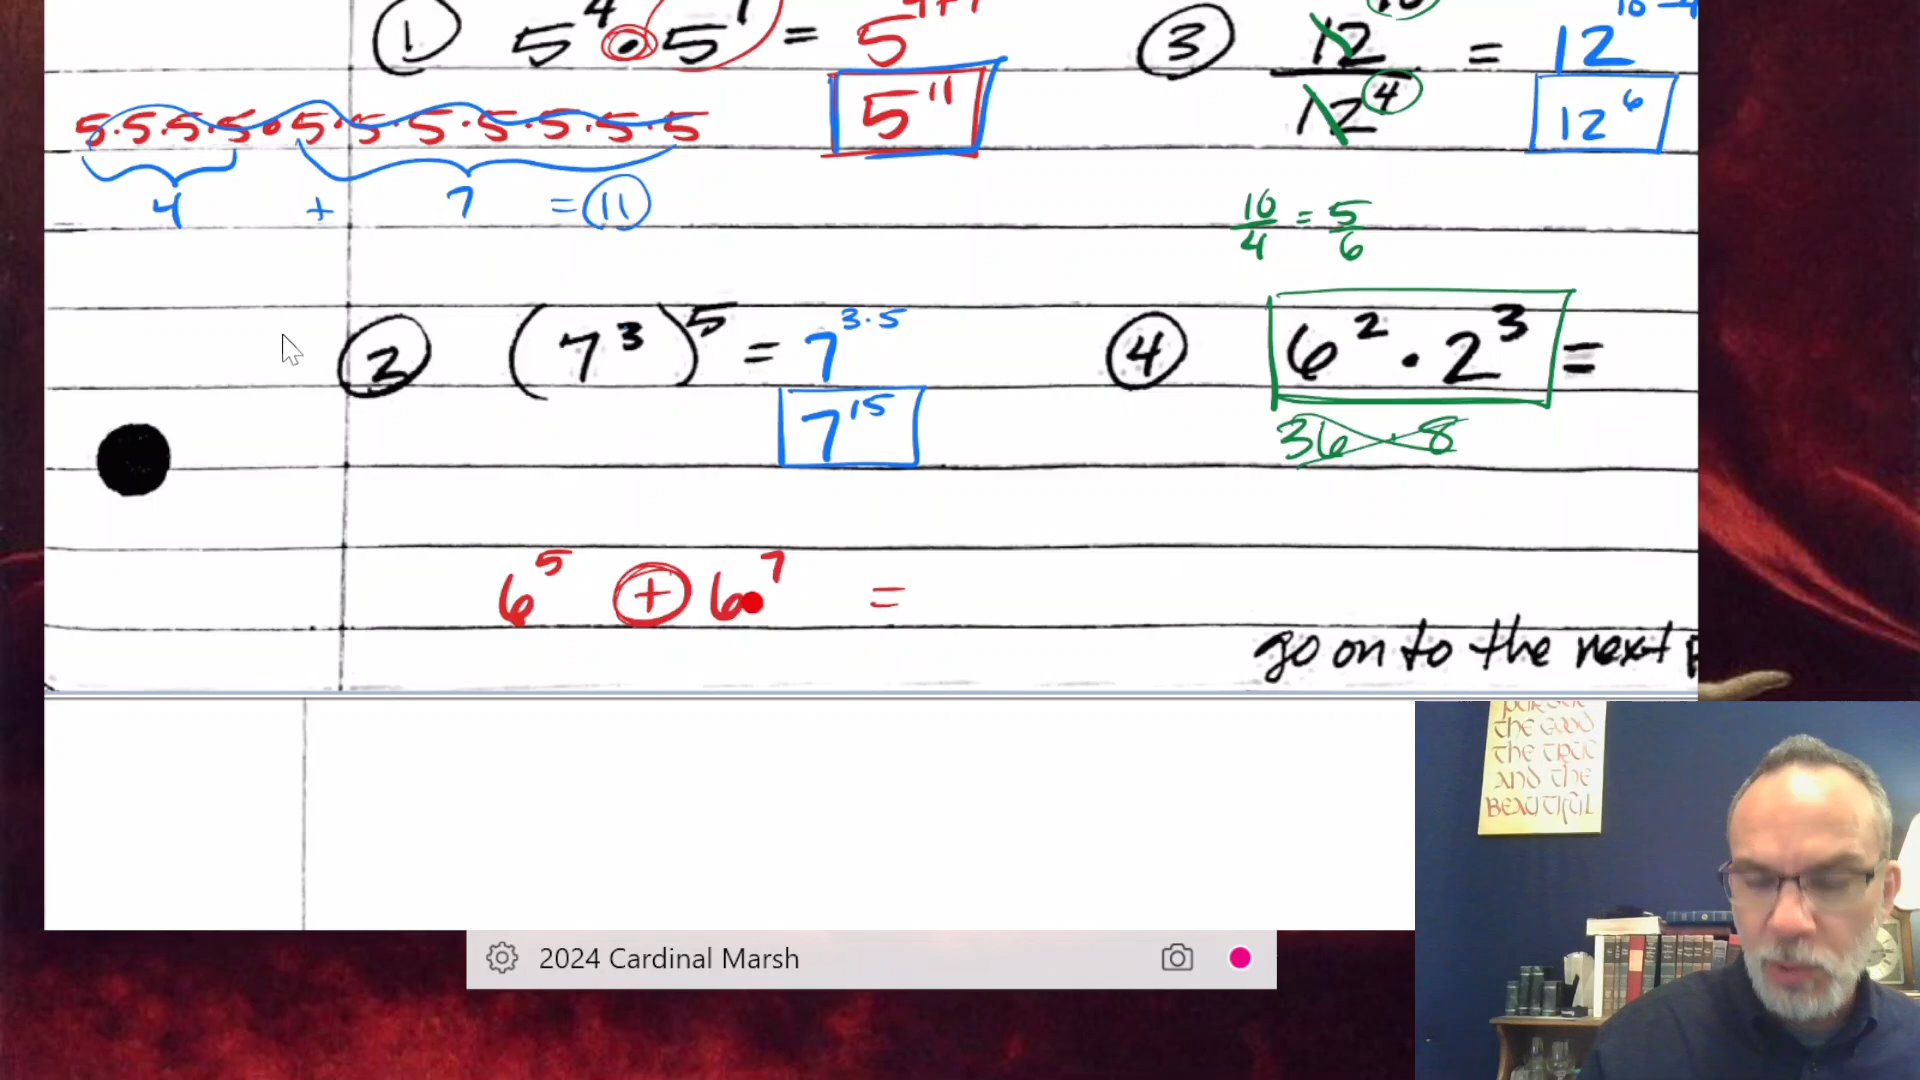 ① 5⁴ · 5⁷ = 5⁴⁺⁷
5¹¹
5·5·5·5·5·5·5·5·5·5·5
4 + 7 = 11
③ 12¹⁰ / 12⁴ = 12¹⁰⁻⁴
12⁶
10/4 = 5/6
② (7³)⁵ = 7³·⁵
7¹⁵
④ 6² · 2³ =
36 · 8
6⁵ + 6⁷ =
go on to the next
2024 Cardinal Marsh
THE GOOD
THE TRUE
AND THE
BEAUTIFUL